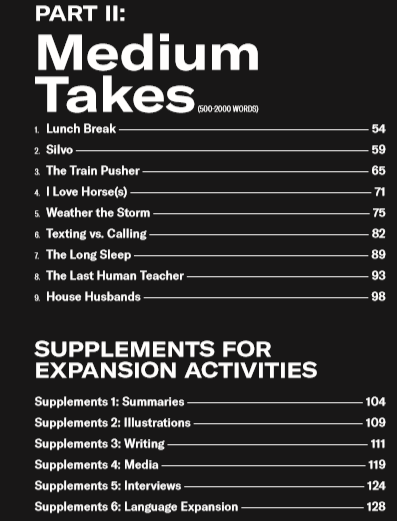 PART II:
Medium
Takes (500-2000 WORDS)
1. Lunch Break 54
2. Silvo 59
3. The Train Pusher 65
4. I Love Horse(s) 71
5. Weather the Storm 75
6. Texting vs. Calling 82
7. The Long Sleep 89
8. The Last Human Teacher 93
9. House Husbands 98
SUPPLEMENTS FOR
EXPANSION ACTIVITIES
Supplements 1: Summaries 104
Supplements 2: Illustrations 109
Supplements 3: Writing 111
Supplements 4: Media 119
Supplements 5: Interviews 124
Supplements 6: Language Expansion 128